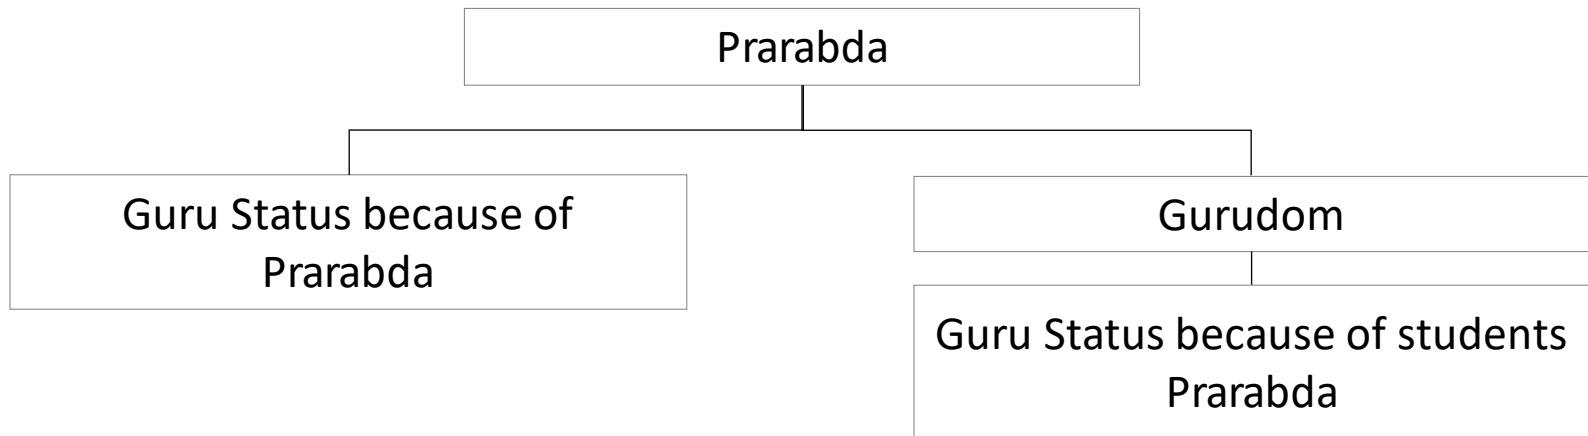 Prarabda
Guru Status because of
Prarabda
Gurudom
Guru Status because of students
Prarabda